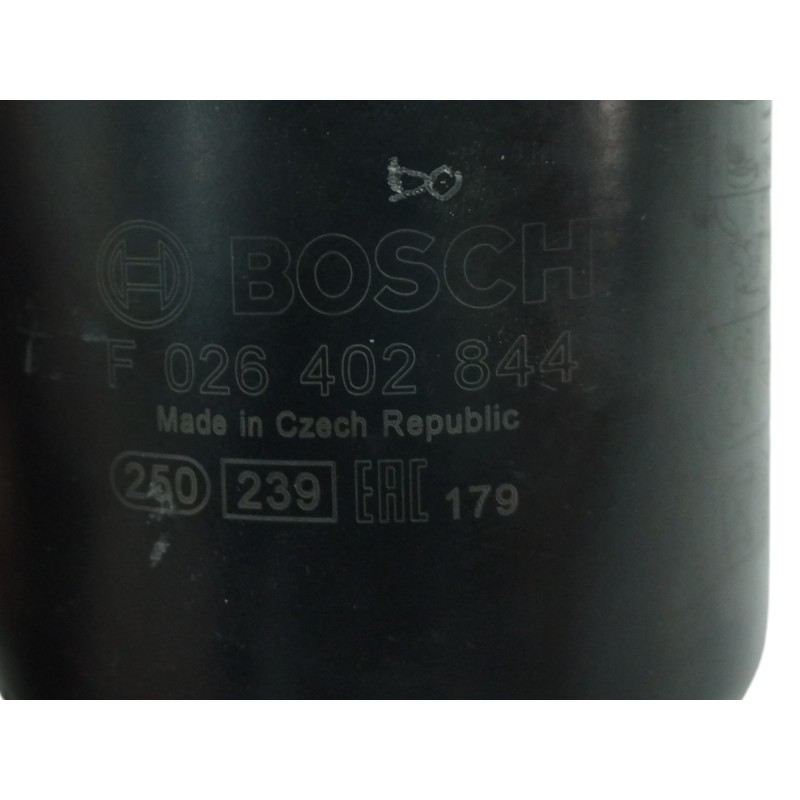 BOSCH
F 026 402 844
Made in Czech Republic
250 239 EAC 179